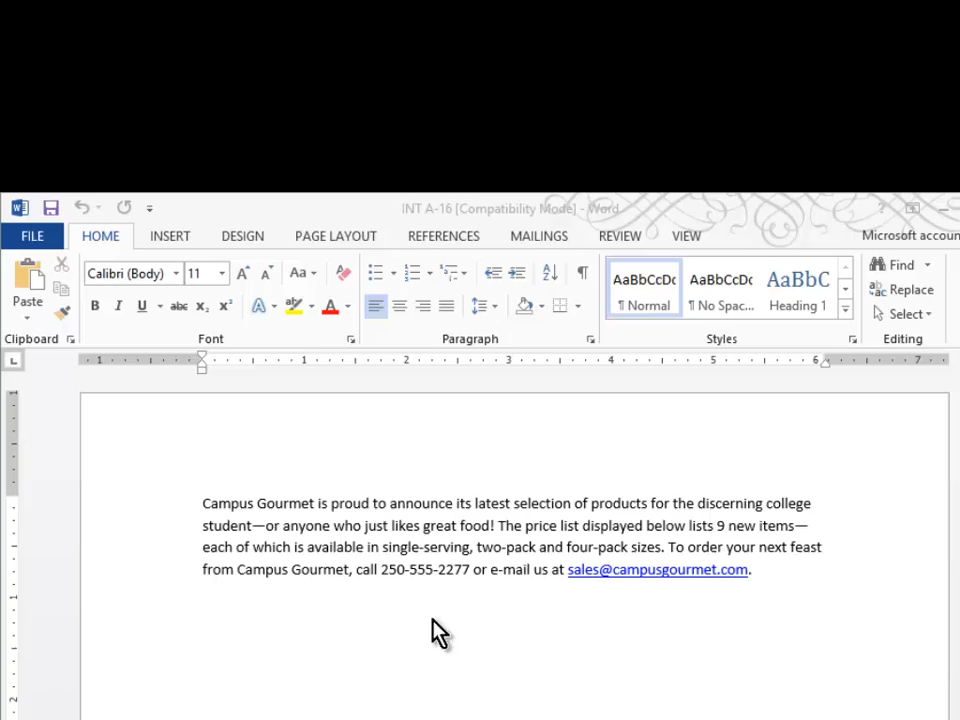 INT A-16 [Compatibility Mode] - Word
?
FILE HOME INSERT DESIGN PAGE LAYOUT REFERENCES MAILINGS REVIEW VIEW Microsoft accoun
Calibri (Body) 11 A A Aa AaBbCcDc AaBbCcDc AaBbC Find
Paste B I U abc X₂ X² A ab A ¶ Normal ¶ No Spac... Heading 1 Replace
Select
Clipboard Font Paragraph Styles Editing
1 1 2 3 4 5 6 7
Campus Gourmet is proud to announce its latest selection of products for the discerning college
student—or anyone who just likes great food! The price list displayed below lists 9 new items—
each of which is available in single-serving, two-pack and four-pack sizes. To order your next feast
from Campus Gourmet, call 250-555-2277 or e-mail us at sales@campusgourmet.com.
1
1
2